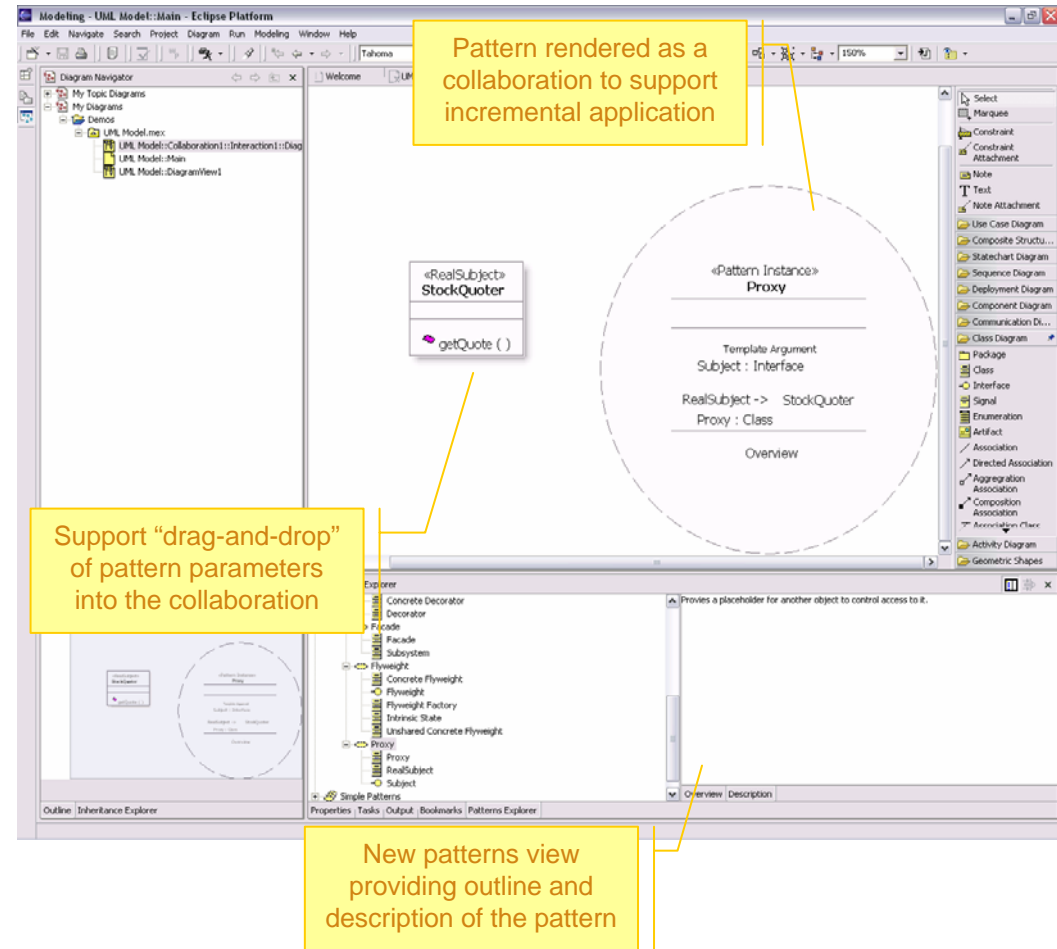 Modeling - UML Model::Main - Eclipse Platform
File Edit Navigate Search Project Diagram Run Modeling Window Help
Tahoma
150%
Pattern rendered as a
collaboration to support
incremental application
Diagram Navigator
My Topic Diagrams
My Diagrams
Demos
UML Model.mex
UML Model::Collaboration1::Interaction1::Diag
UML Model::Main
UML Model::DiagramView1
Welcome
«RealSubject»
StockQuoter
getQuote ( )
«Pattern Instance»
Proxy
Template Argument
Subject : Interface
RealSubject -> StockQuoter
Proxy : Class
Overview
Select
Marquee
Constraint
Constraint
Attachment
Note
Text
Note Attachment
Use Case Diagram
Composite Structu...
Statechart Diagram
Sequence Diagram
Deployment Diagram
Component Diagram
Communication Di...
Class Diagram
Package
Class
Interface
Signal
Enumeration
Artifact
Association
Directed Association
Aggregration
Association
Composition
Association
Association Class
Activity Diagram
Geometric Shapes
Support “drag-and-drop”
of pattern parameters
into the collaboration
Explorer
Concrete Decorator
Decorator
Facade
Facade
Subsystem
Flyweight
Concrete Flyweight
Flyweight
Flyweight Factory
Intrinsic State
Unshared Concrete Flyweight
Proxy
Proxy
RealSubject
Subject
Simple Patterns
Provies a placeholder for another object to control access to it.
Overview Description
Outline Inheritance Explorer
Properties Tasks Output Bookmarks Patterns Explorer
New patterns view
providing outline and
description of the pattern